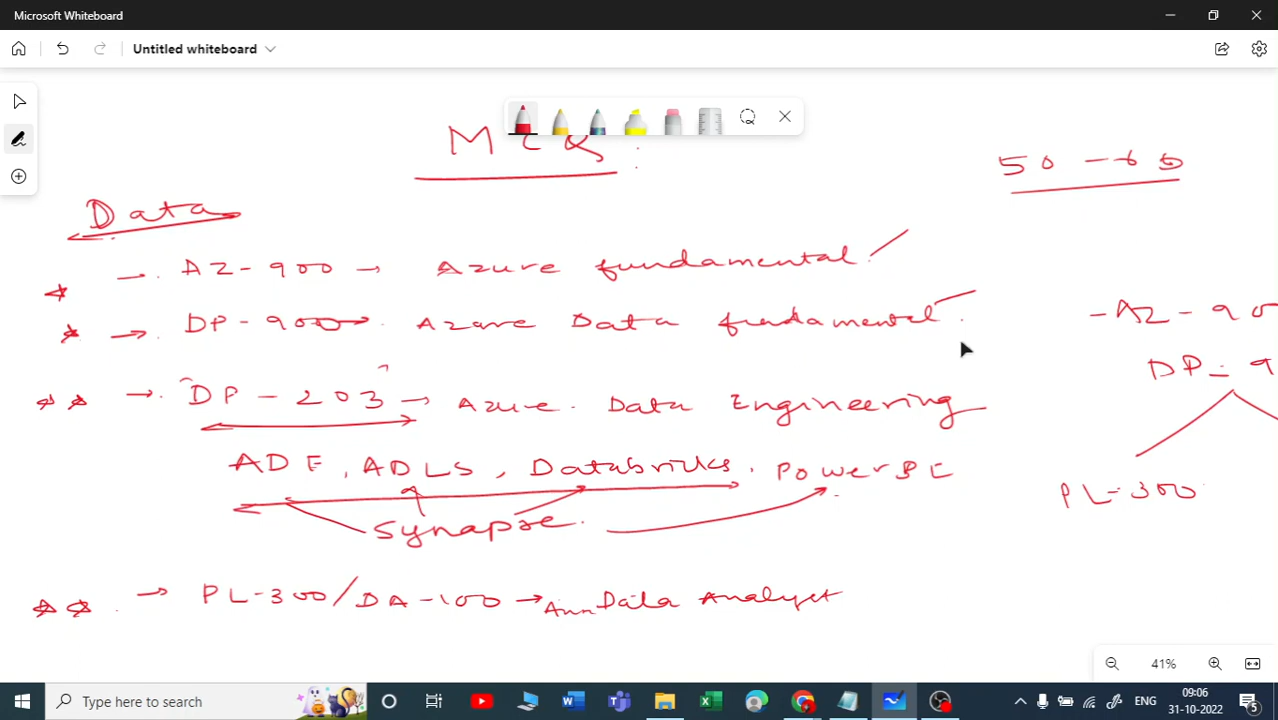 Microsoft Whiteboard
Untitled whiteboard
MCQ:
50-65
Data
→ AZ-900 → Azure fundamental
→ DP-900 → Azure Data fundamental
- AZ - 90
DP - 9
→ DP - 203 → Azure Data Engineering
ADF, ADLS, Databricks. PowerBI
PL-300
Synapse.
→ PL-300/DA-100 → Data Analyst
41%
Type here to search
ENG
09:06
31-10-2022
5